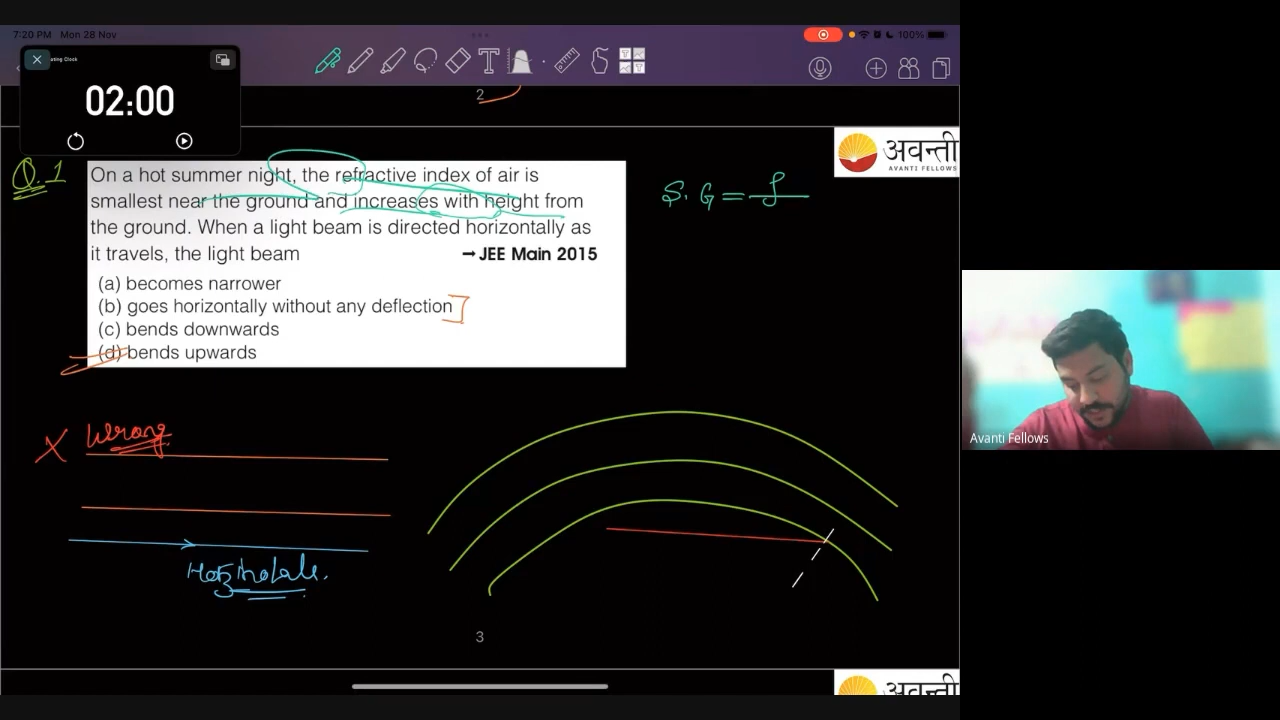 7:20 PM Mon 28 Nov
100%
ating Clock
02:00
2
अवन्ती
AVANTI FELLOWS
Q.1
On a hot summer night, the refractive index of air is
smallest near the ground and increases with height from
the ground. When a light beam is directed horizontally as
it travels, the light beam → JEE Main 2015
(a) becomes narrower
(b) goes horizontally without any deflection
(c) bends downwards
(d) bends upwards
S.G = ρ
X Wrong.
Avanti Fellows
3
अवन्ती